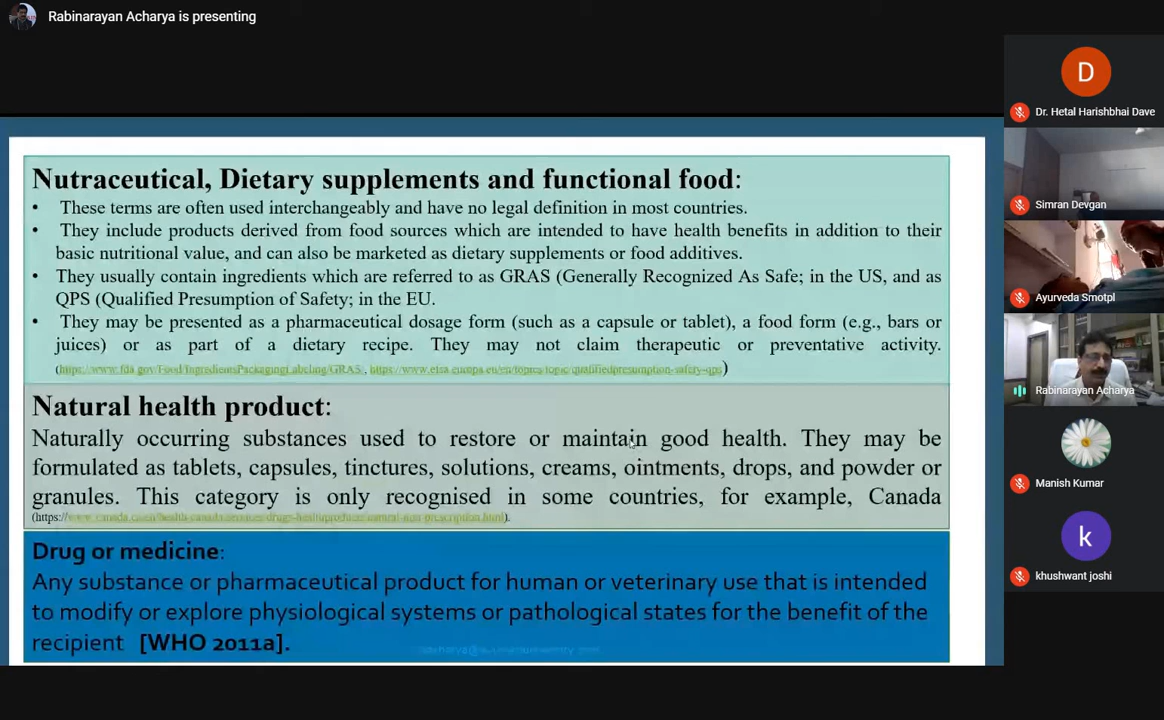 Rabinarayan Acharya is presenting
Nutraceutical, Dietary supplements and functional food:
• These terms are often used interchangeably and have no legal definition in most countries.
• They include products derived from food sources which are intended to have health benefits in addition to their
basic nutritional value, and can also be marketed as dietary supplements or food additives.
• They usually contain ingredients which are referred to as GRAS (Generally Recognized As Safe; in the US, and as
QPS (Qualified Presumption of Safety; in the EU.
• They may be presented as a pharmaceutical dosage form (such as a capsule or tablet), a food form (e.g., bars or
juices) or as part of a dietary recipe. They may not claim therapeutic or preventative activity.
Natural health product:
Naturally occurring substances used to restore or maintain good health. They may be
formulated as tablets, capsules, tinctures, solutions, creams, ointments, drops, and powder or
granules. This category is only recognised in some countries, for example, Canada
Drug or medicine:
Any substance or pharmaceutical product for human or veterinary use that is intended
to modify or explore physiological systems or pathological states for the benefit of the
recipient [WHO 2011a].
D
Dr. Hetal Harishbhai Dave
Simran Devgan
Ayurveda Smotpl
Rabinarayan Acharya
Manish Kumar
k
khushwant joshi